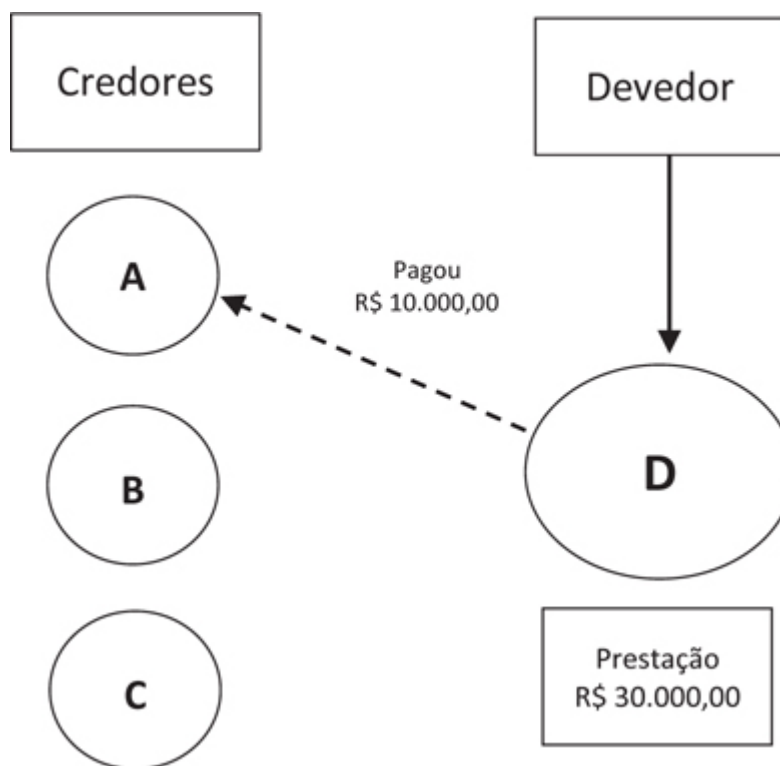 Credores
Devedor
A
Pagou
R$ 10.000,00
B
D
C
Prestação
R$ 30.000,00